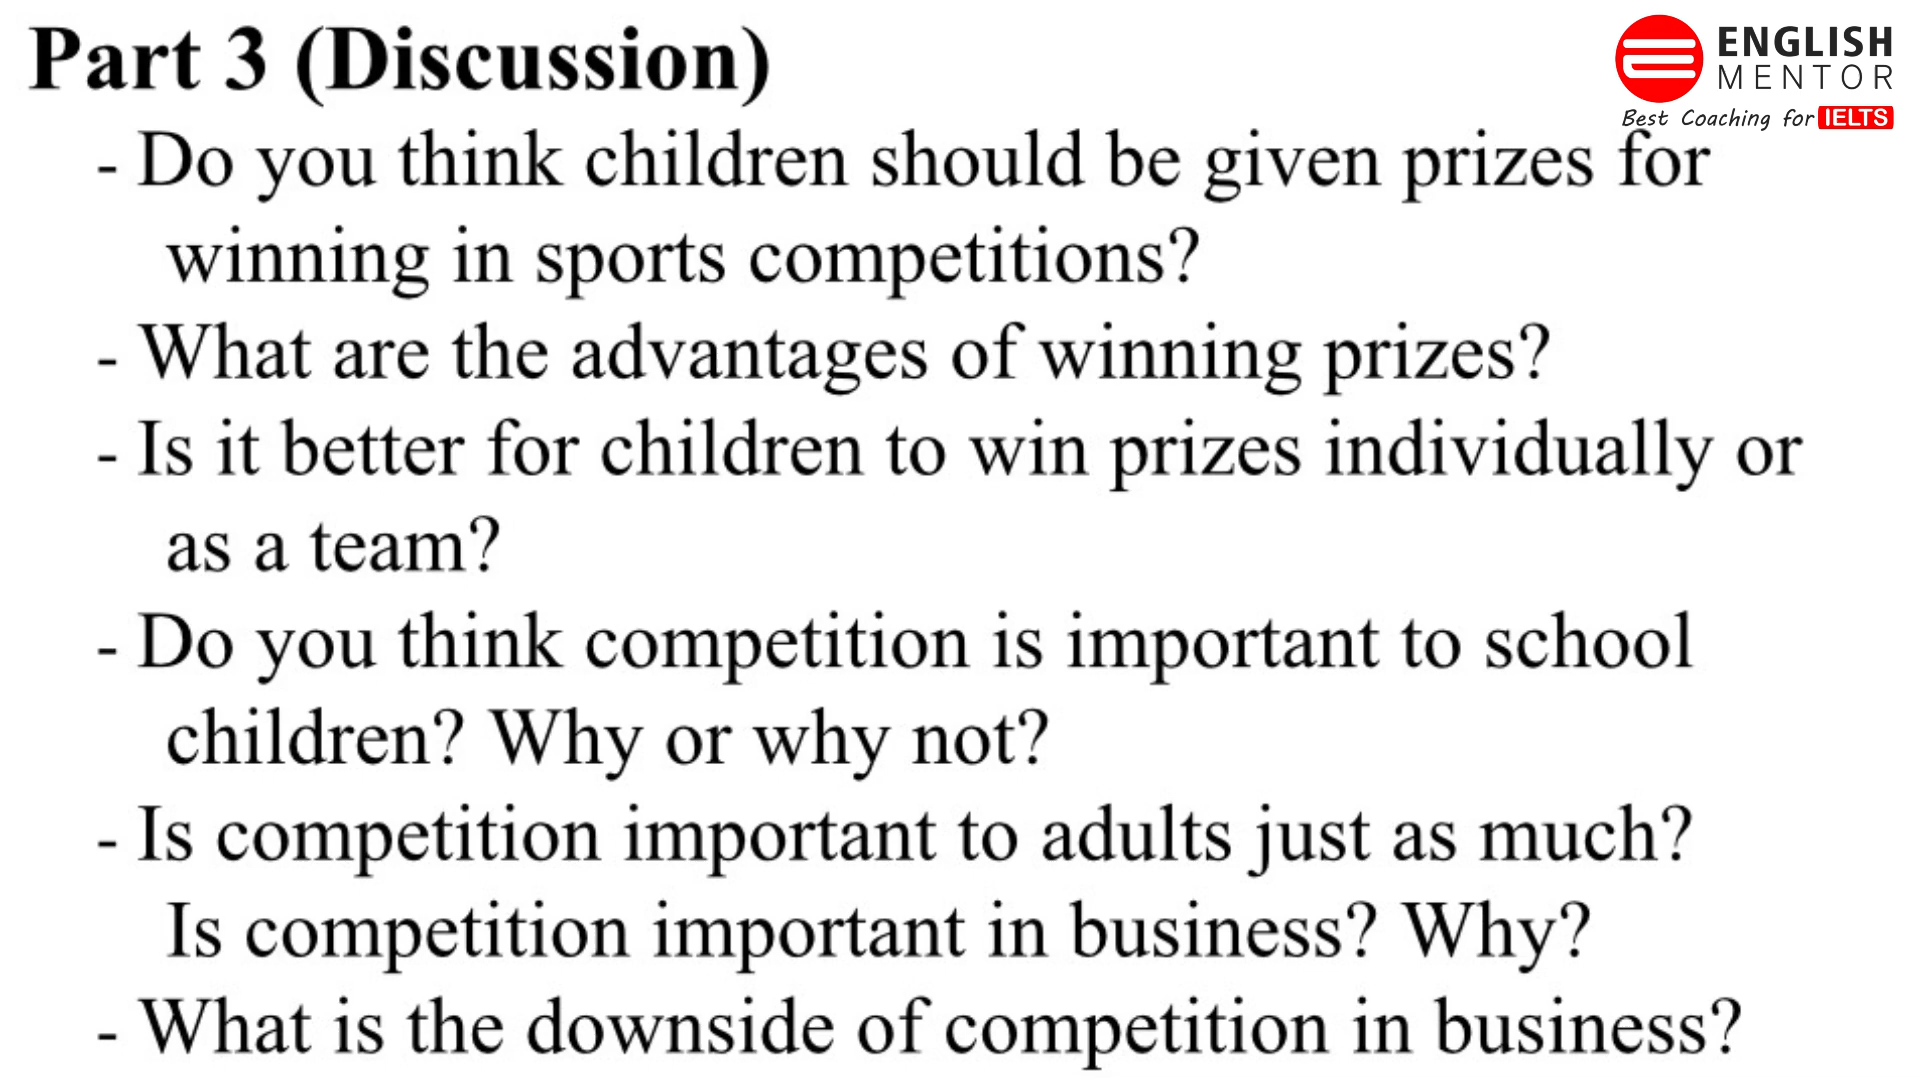 Part 3 (Discussion)
ENGLISH
MENTOR
Best Coaching for IELTS
- Do you think children should be given prizes for
winning in sports competitions?
- What are the advantages of winning prizes?
- Is it better for children to win prizes individually or
as a team?
- Do you think competition is important to school
children? Why or why not?
- Is competition important to adults just as much?
Is competition important in business? Why?
- What is the downside of competition in business?